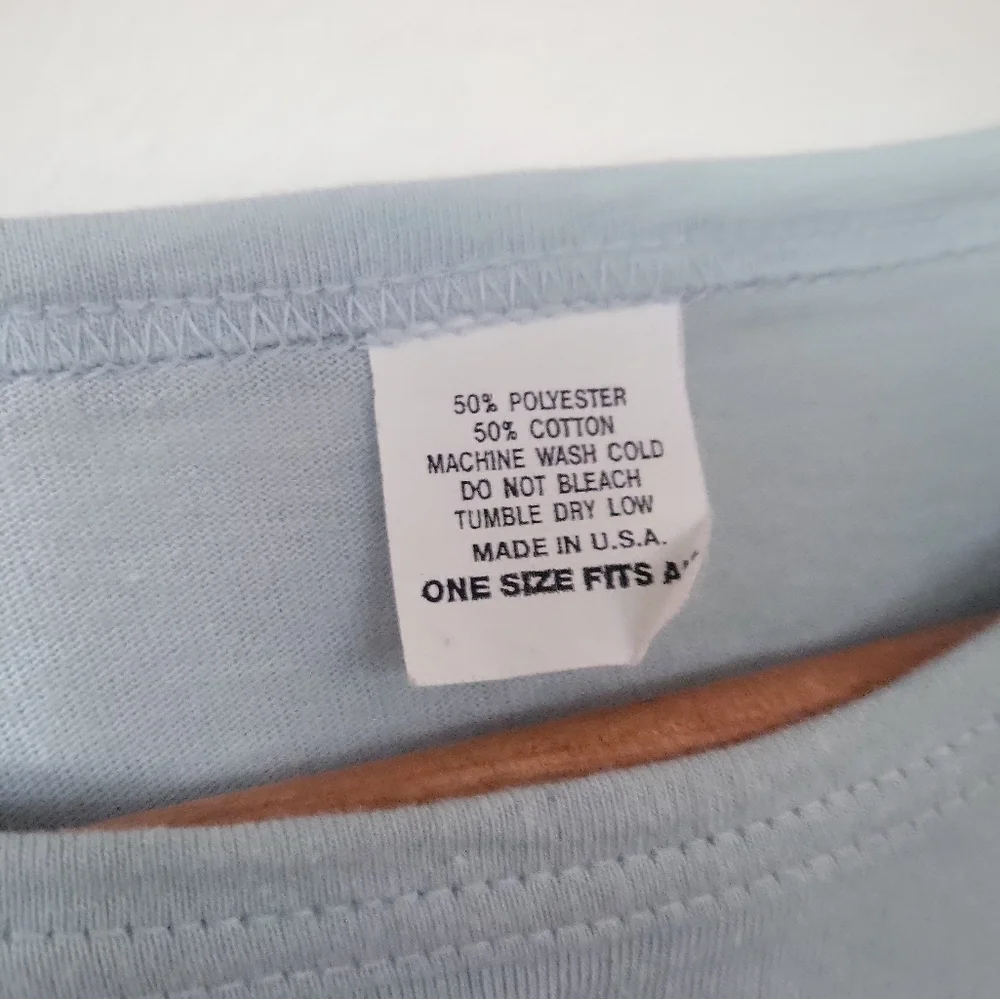 50% POLYESTER
50% COTTON
MACHINE WASH COLD
DO NOT BLEACH
TUMBLE DRY LOW
MADE IN U.S.A.
ONE SIZE FITS